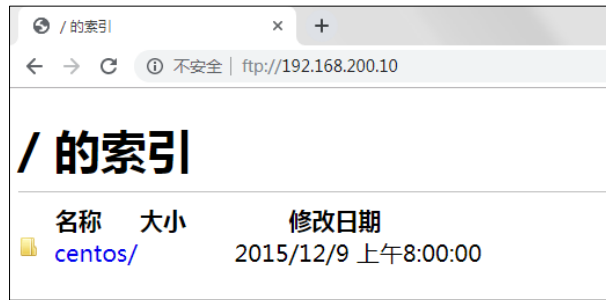 / 的索引
不安全 | ftp://192.168.200.10
/ 的索引
名称 大小 修改日期
centos/ 2015/12/9 上午8:00:00